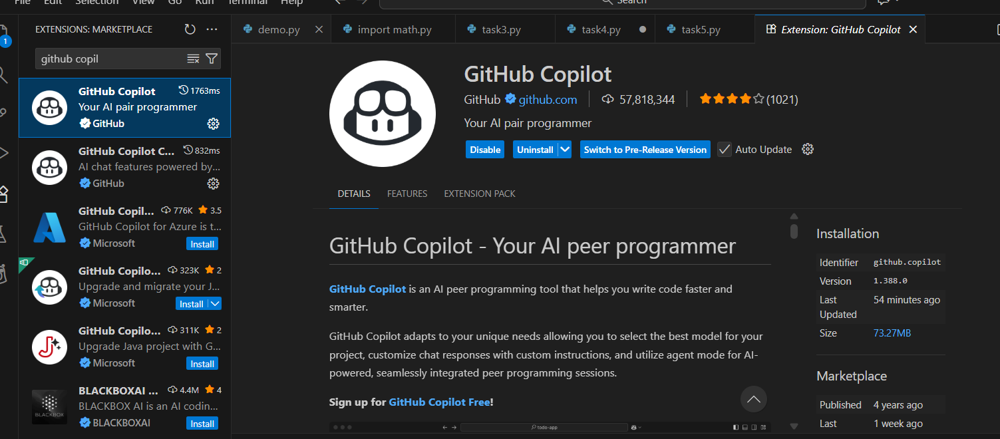 File Edit Selection View Go Run Terminal Help Search
EXTENSIONS: MARKETPLACE
demo.py
import math.py
task3.py
task4.py
task5.py
Extension: GitHub Copilot
1
github copil
GitHub Copilot 1763ms
Your AI pair programmer
GitHub
GitHub Copilot C... 832ms
AI chat features powered by...
GitHub
GitHub Copil... 776K 3.5
GitHub Copilot for Azure is t...
Microsoft Install
GitHub Copilo... 323K 2
Upgrade and migrate your J...
Microsoft Install
GitHub Copilo... 311K 2
Upgrade Java project with G...
Microsoft Install
BLACKBOXAI ... 4.4M 4
BLACKBOX AI is an AI codin...
BLACKBOX
BLACKBOXAI Install
GitHub Copilot
GitHub github.com 57,818,344 (1021)
Your AI pair programmer
Disable Uninstall Switch to Pre-Release Version Auto Update
DETAILS FEATURES EXTENSION PACK
GitHub Copilot - Your AI peer programmer
GitHub Copilot is an AI peer programming tool that helps you write code faster and
smarter.
GitHub Copilot adapts to your unique needs allowing you to select the best model for your
project, customize chat responses with custom instructions, and utilize agent mode for AI-
powered, seamlessly integrated peer programming sessions.
Sign up for GitHub Copilot Free!
todo-app
Installation
Identifier github.copilot
Version 1.388.0
Last 54 minutes ago
Updated
Size 73.27MB
Marketplace
Published 4 years ago
Last 1 week ago